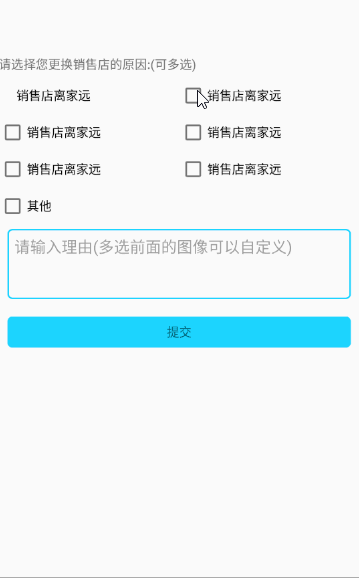 请选择您更换销售店的原因:(可多选)
销售店离家远 销售店离家远
销售店离家远 销售店离家远
销售店离家远 销售店离家远
其他
请输入理由(多选前面的图像可以自定义)
提交